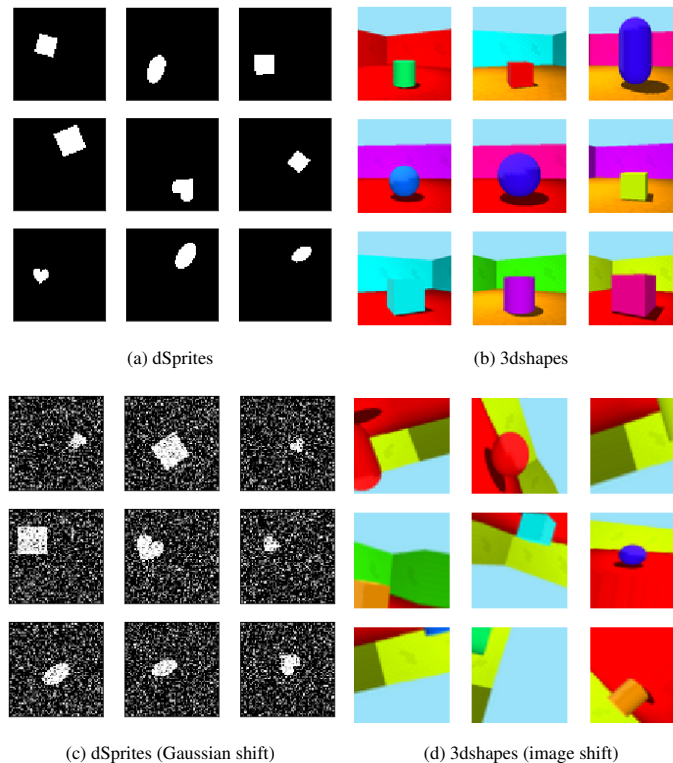 (a) dSprites
(b) 3dshapes
(c) dSprites (Gaussian shift)
(d) 3dshapes (image shift)